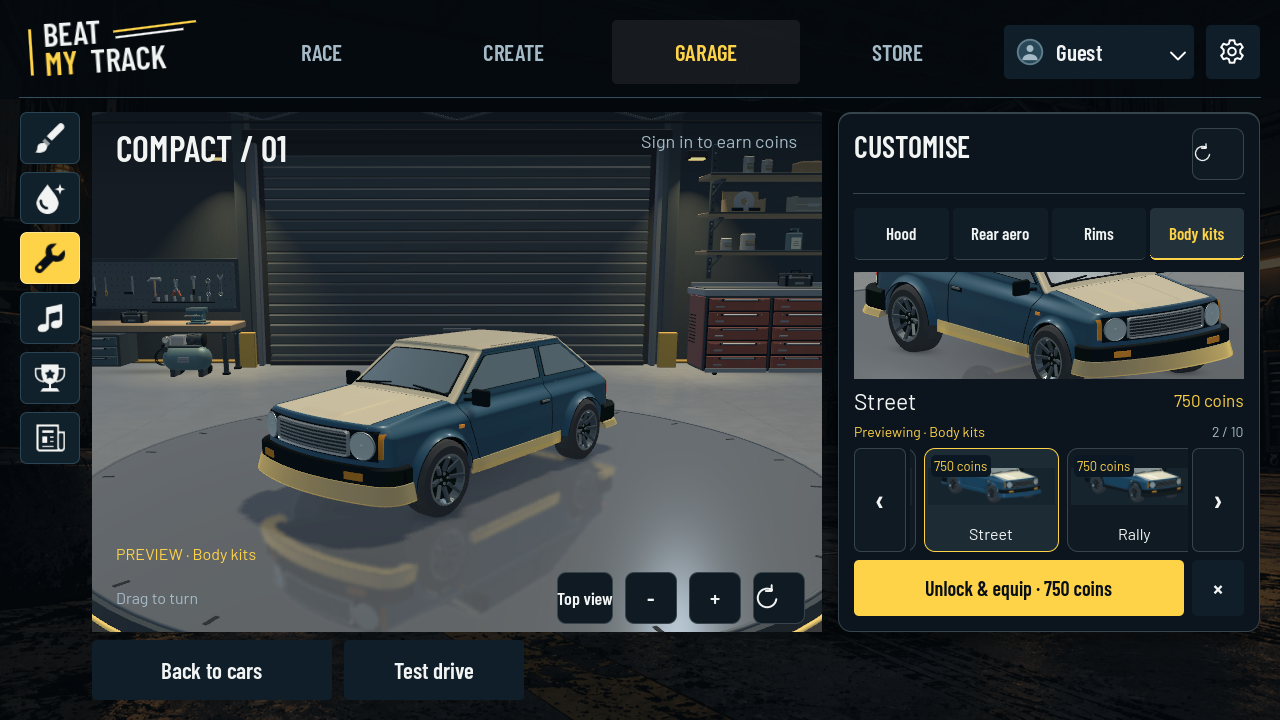 BEAT
MY TRACK
RACE
CREATE
GARAGE
STORE
Guest
COMPACT / 01
Sign in to earn coins
PREVIEW · Body kits
Drag to turn
Top view
-
+
Back to cars
Test drive
CUSTOMISE
Hood
Rear aero
Rims
Body kits
Street
750 coins
Previewing · Body kits
2 / 10
‹
750 coins
Street
750 coins
Rally
›
Unlock & equip · 750 coins
×